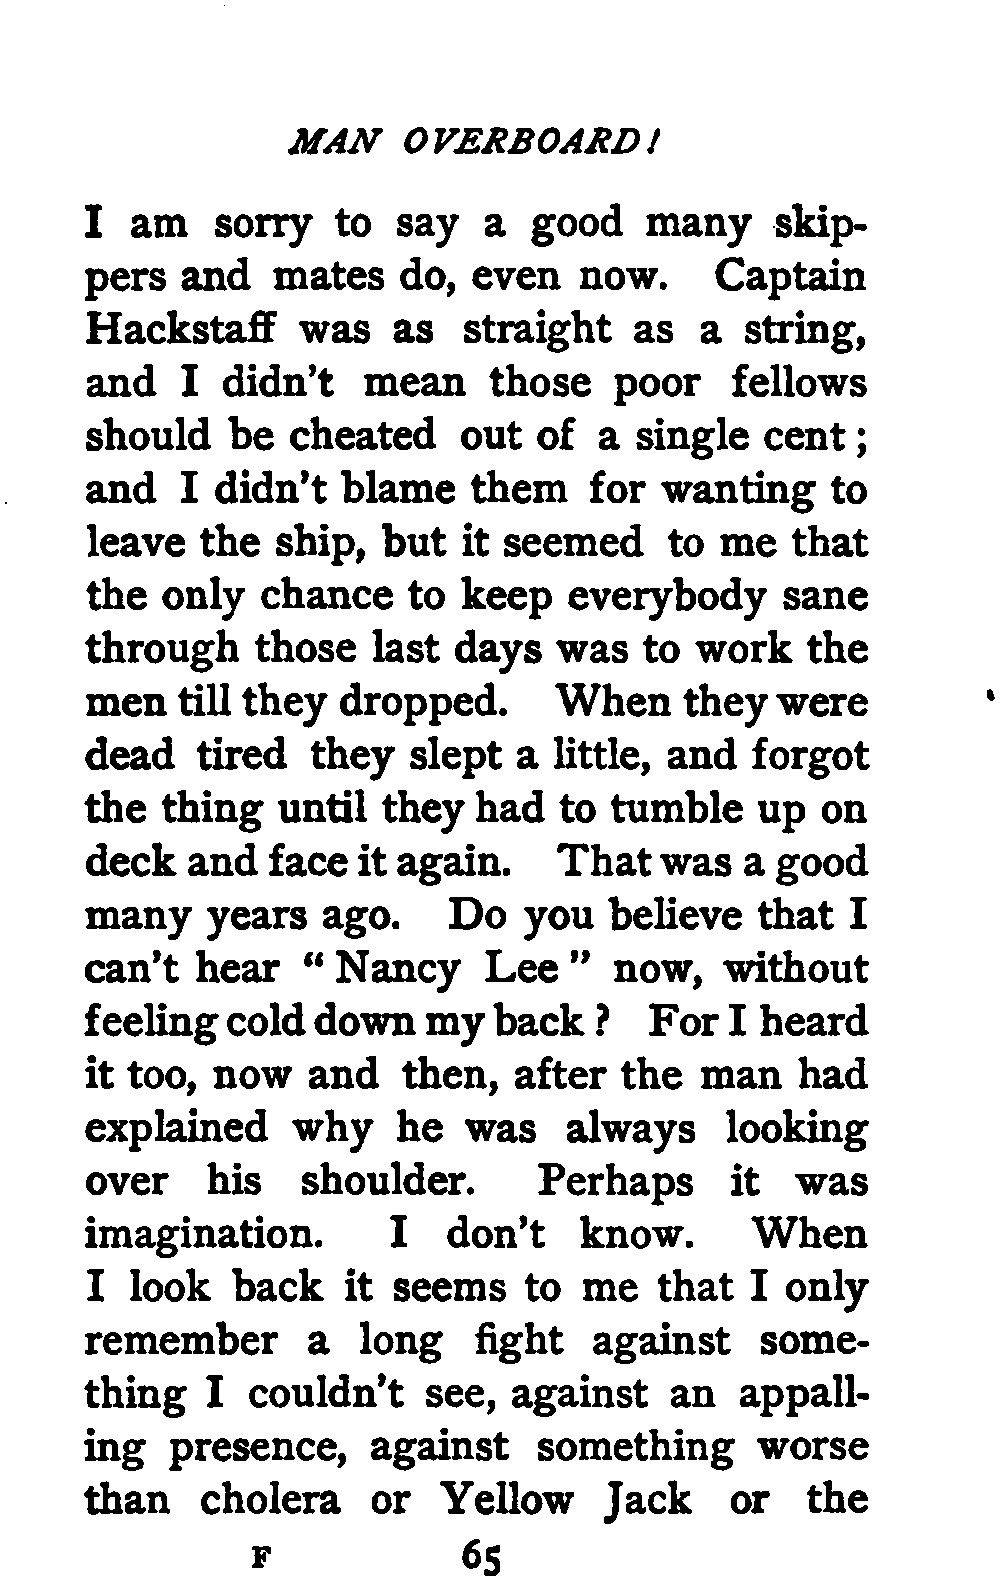 MAN OVERBOARD!
I am sorry to say a good many skip-
pers and mates do, even now. Captain
Hackstaff was as straight as a string,
and I didn't mean those poor fellows
should be cheated out of a single cent;
and I didn't blame them for wanting to
leave the ship, but it seemed to me that
the only chance to keep everybody sane
through those last days was to work the
men till they dropped. When they were
dead tired they slept a little, and forgot
the thing until they had to tumble up on
deck and face it again. That was a good
many years ago. Do you believe that I
can't hear "Nancy Lee" now, without
feeling cold down my back? For I heard
it too, now and then, after the man had
explained why he was always looking
over his shoulder. Perhaps it was
imagination. I don't know. When
I look back it seems to me that I only
remember a long fight against some-
thing I couldn't see, against an appall-
ing presence, against something worse
than cholera or Yellow Jack or the
F 65